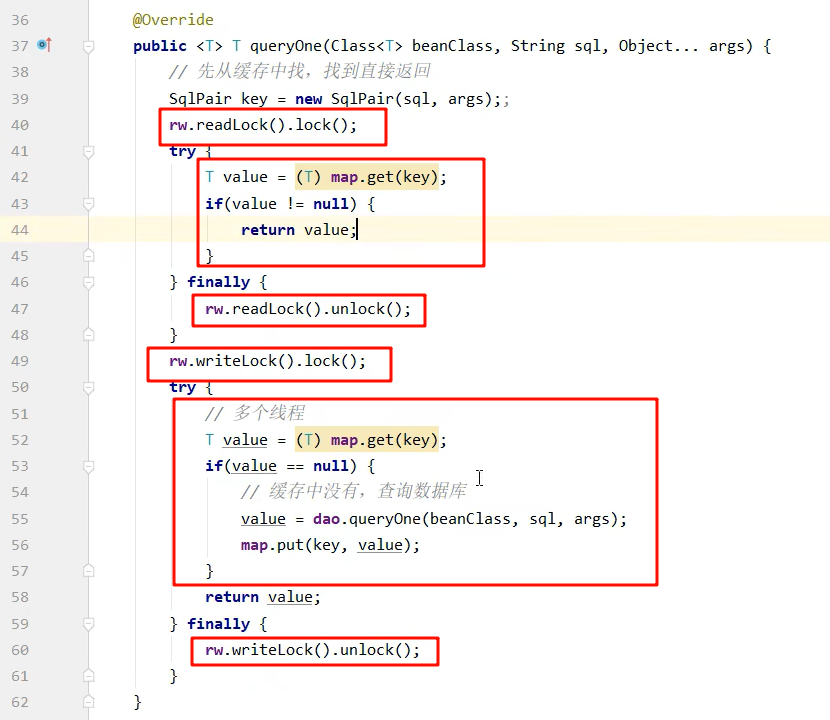 36 @Override
37 public <T> T queryOne(Class<T> beanClass, String sql, Object... args) {
38 // 先从缓存中找，找到直接返回
39 SqlPair key = new SqlPair(sql, args);;
40 rw.readLock().lock();
41 try {
42 T value = (T) map.get(key);
43 if(value != null) {
44 return value;
45 }
46 } finally {
47 rw.readLock().unlock();
48 }
49 rw.writeLock().lock();
50 try {
51 // 多个线程
52 T value = (T) map.get(key);
53 if(value == null) {
54 // 缓存中没有，查询数据库
55 value = dao.queryOne(beanClass, sql, args);
56 map.put(key, value);
57 }
58 return value;
59 } finally {
60 rw.writeLock().unlock();
61 }
62 }